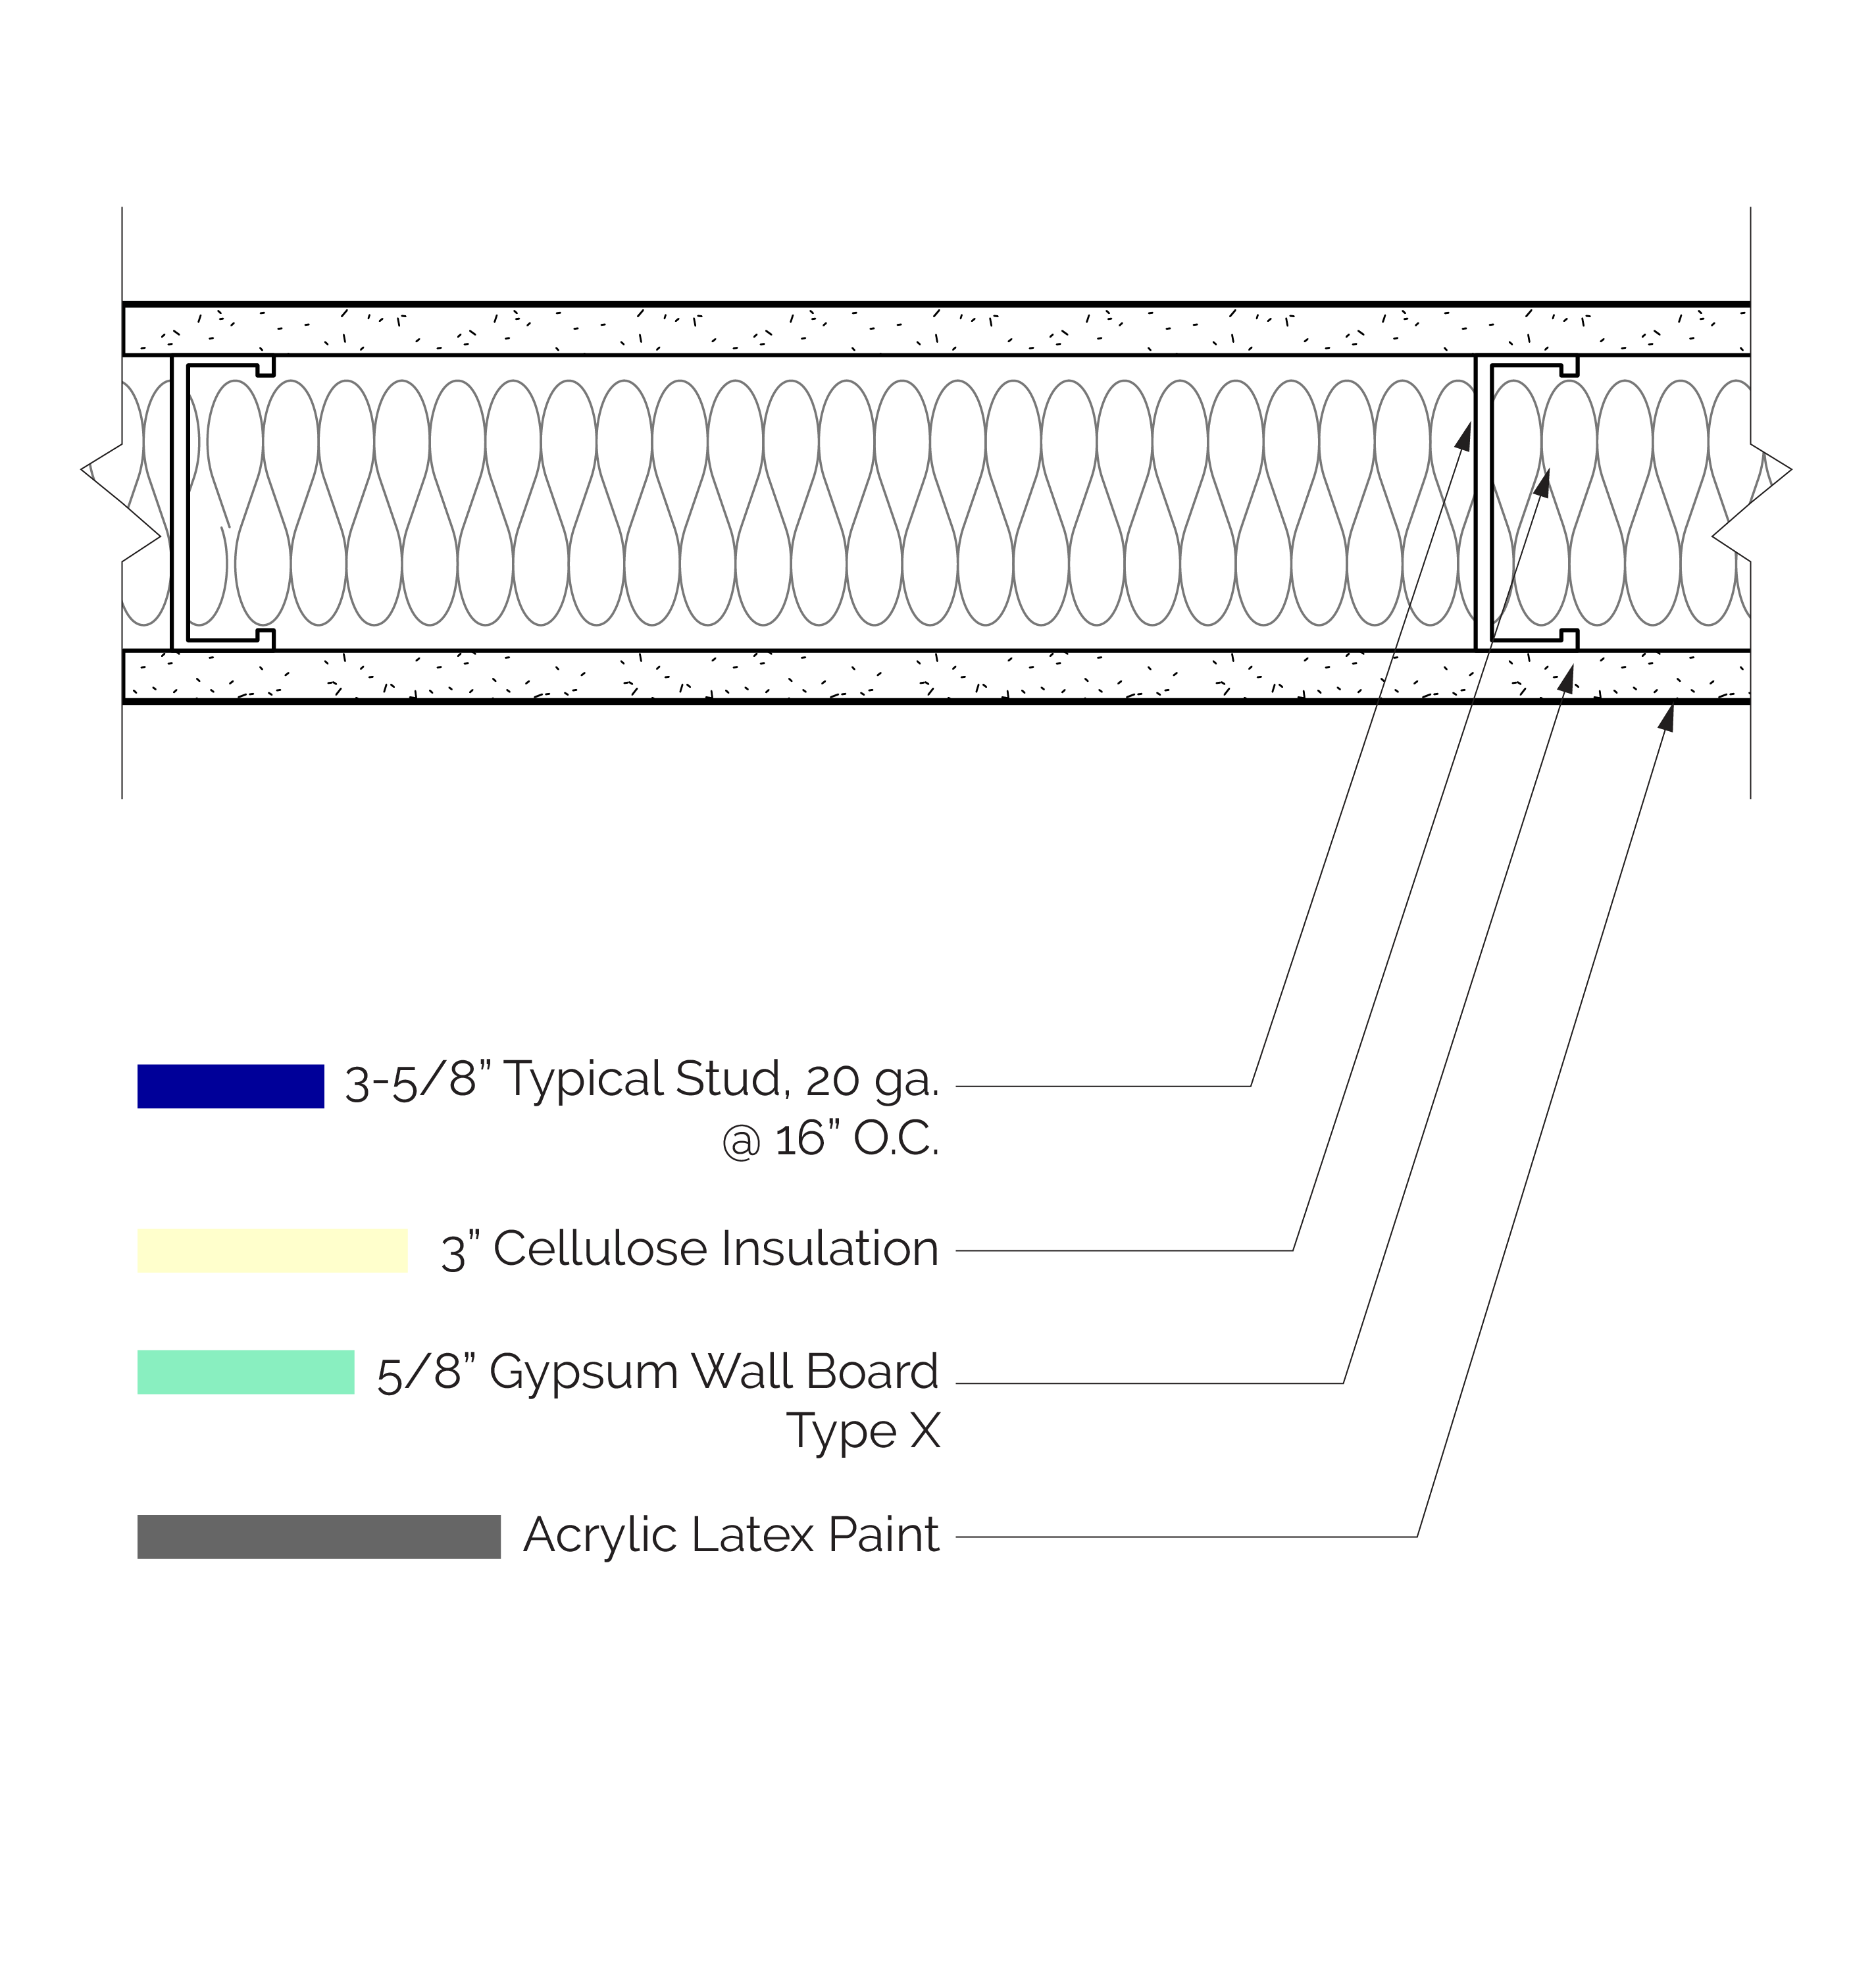 3-5/8” Typical Stud, 20 ga.
@ 16” O.C.
3” Cellulose Insulation
5/8” Gypsum Wall Board
Type X
Acrylic Latex Paint